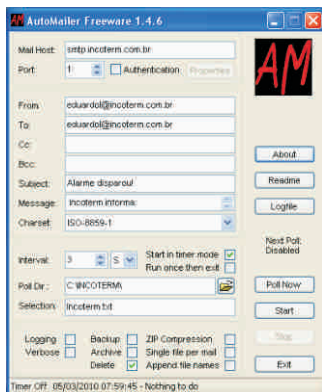 AutoMailer Freeware 1.4.6
Mail Host: smtp.incoterm.com.br
Port: 1 Authentication Properties
AM
From: eduardol@incoterm.com.br
To: eduardol@incoterm.com.br
Cc:
Bcc:
Subject: Alarme disparou!
Message: Incoterm informa:
Charset: ISO-8859-1
About
Readme
Logfile
Next Poll:
Disabled
Interval: 3 S Start in timer mode
Run once then exit
Poll Dir.: C:\INCOTERM\ Poll Now
Selection: Incoterm.txt Start
Logging Backup ZIP Compression Stop
Verbose Archive Single file per mail
Delete Append file names Exit
Timer Off 05/03/2010 07:59:45 - Nothing to do